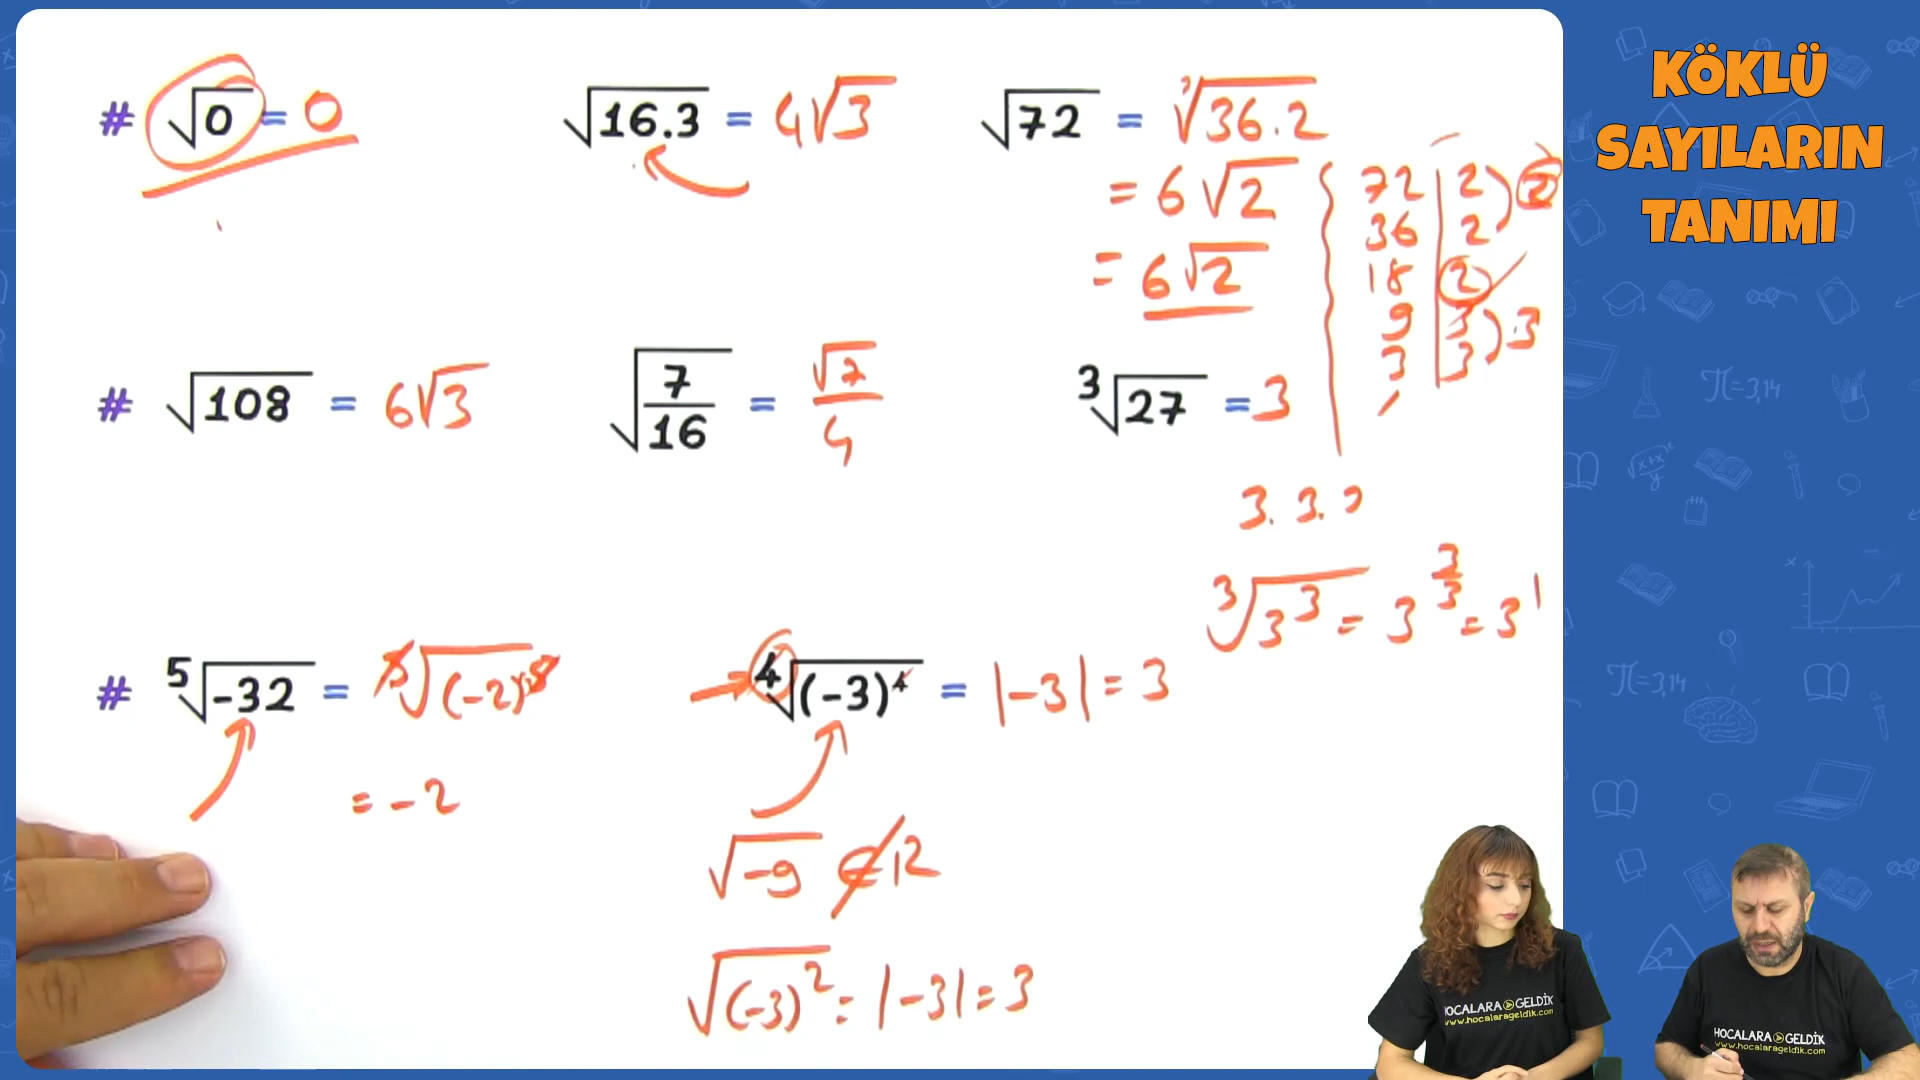 KÖKLÜ
SAYILARIN
TANIMI
# √0 = 0
√16.3 = 4√3
√72 = ²√36.2
= 6√2
= 6√2
72 | 2
36 | 2
18 | 2
9 | 3
3 | 3
2
.3
# √108 = 6√3
√(7/16) = √7/4
³√27 = 3
3. 3. 3
³√3³ = 3^(3/3) = 3¹
# ⁵√-32 = ⁵√(-2)⁵
= -2
⁴√(-3)⁴ = |-3| = 3
√-9 ∉ R
√(-3)² = |-3| = 3
HOCALARA GELDİK
www.hocalarageldik.com
HOCALARA GELDİK
www.hocalarageldik.com